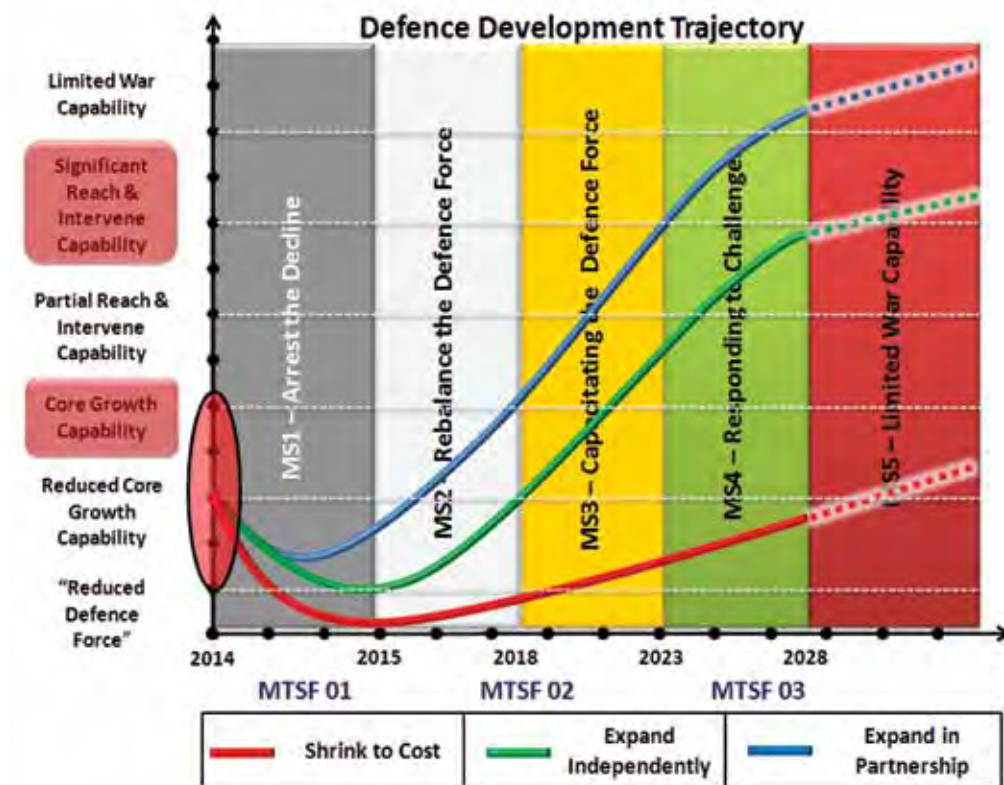 Defence Development Trajectory
Limited War
Capability
Significant
Reach &
Intervene
Capability
Partial Reach &
Intervene
Capability
Core Growth
Capability
Reduced Core
Growth
Capability
“Reduced
Defence
Force”
MS1 – Arrest the Decline
MS2 – Rebalance the Defence Force
MS3 – Capacitating the Defence Force
MS4 – Responding to Challenge
MS5 – Limited War Capability
2014
2015
2018
2023
2028
MTSF 01
MTSF 02
MTSF 03
Shrink to Cost
Expand
Independently
Expand in
Partnership